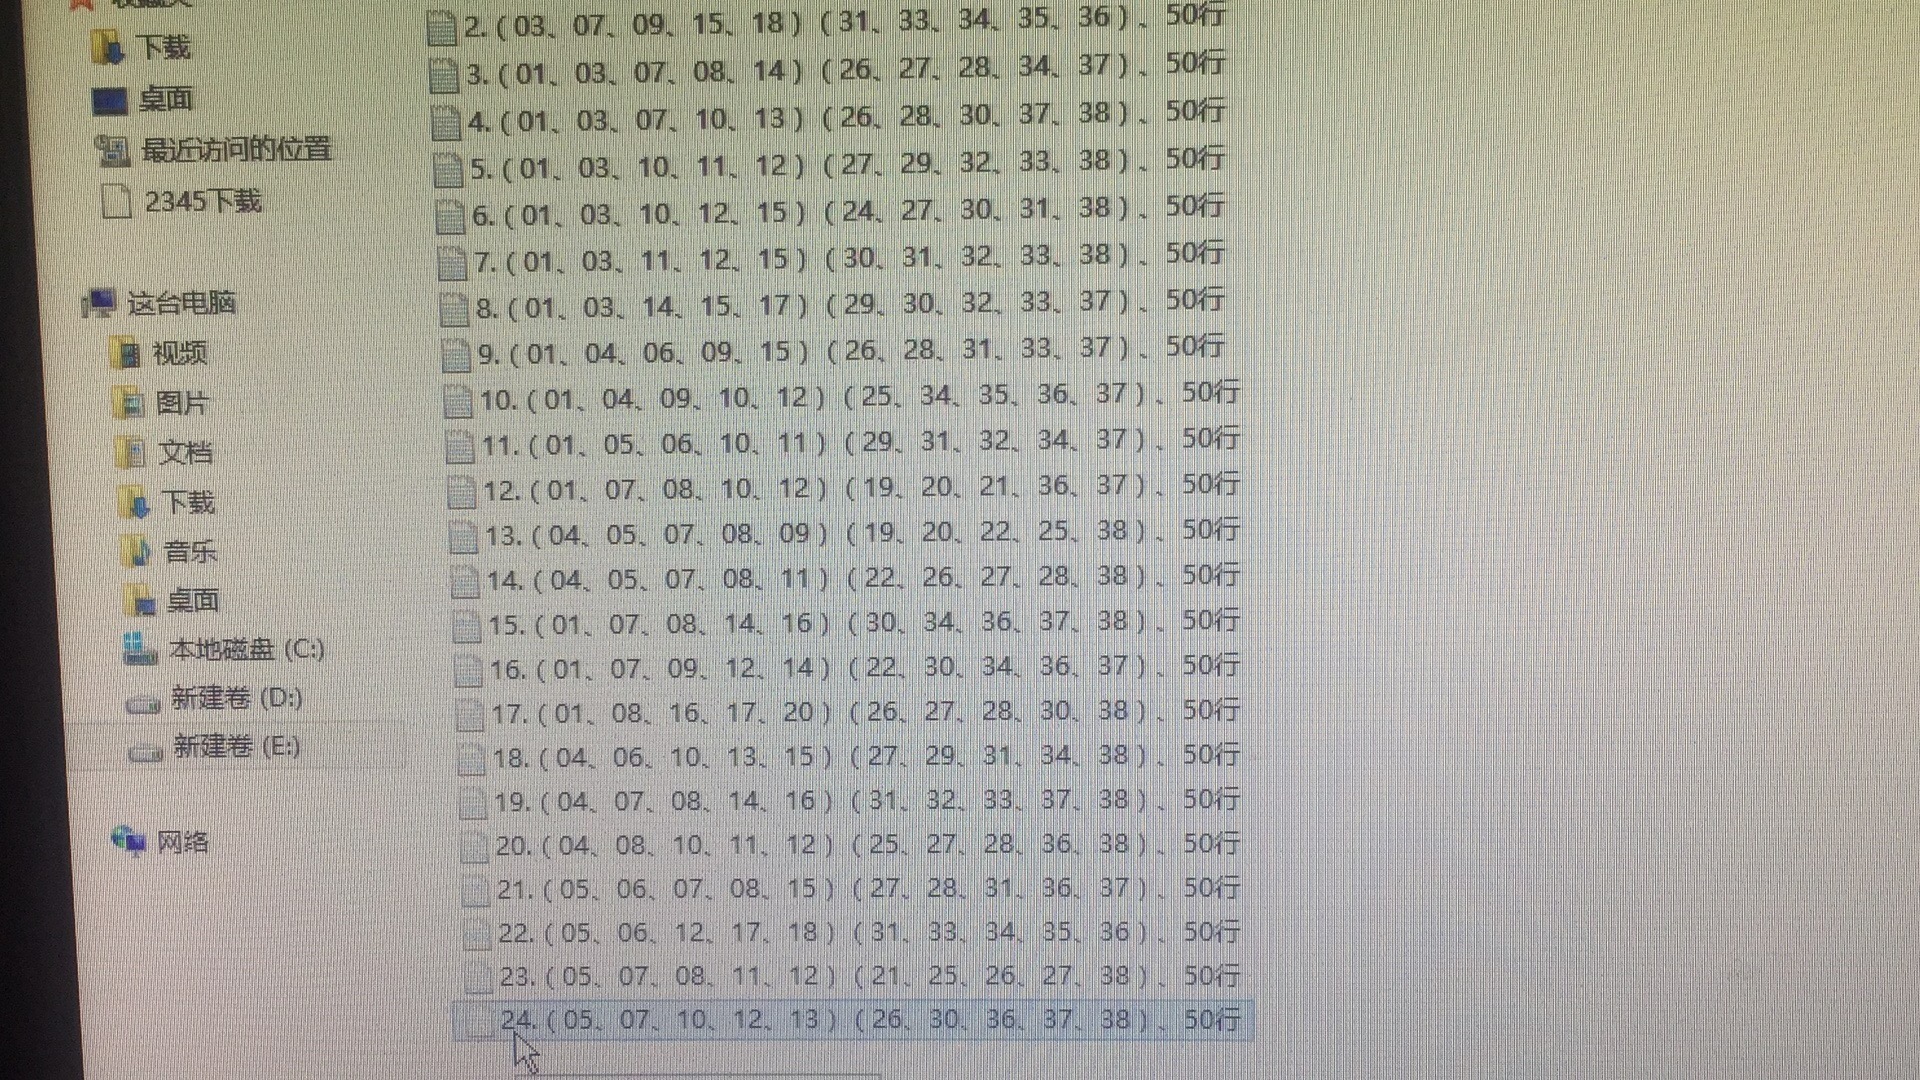 下载
桌面
最近访问的位置
2345下载
这台电脑
视频
图片
文档
下载
音乐
桌面
本地磁盘 (C:)
新建卷 (D:)
新建卷 (E:)
网络
2.(03、07、09、15、18)(31、33、34、35、36)、50行
3.(01、03、07、08、14)(26、27、28、34、37)、50行
4.(01、03、07、10、13)(26、28、30、37、38)、50行
5.(01、03、10、11、12)(27、29、32、33、38)、50行
6.(01、03、10、12、15)(24、27、30、31、38)、50行
7.(01、03、11、12、15)(30、31、32、33、38)、50行
8.(01、03、14、15、17)(29、30、32、33、37)、50行
9.(01、04、06、09、15)(26、28、31、33、37)、50行
10.(01、04、09、10、12)(25、34、35、36、37)、50行
11.(01、05、06、10、11)(29、31、32、34、37)、50行
12.(01、07、08、10、12)(19、20、21、36、37)、50行
13.(04、05、07、08、09)(19、20、22、25、38)、50行
14.(04、05、07、08、11)(22、26、27、28、38)、50行
15.(01、07、08、14、16)(30、34、36、37、38)、50行
16.(01、07、09、12、14)(22、30、34、36、37)、50行
17.(01、08、16、17、20)(26、27、28、30、38)、50行
18.(04、06、10、13、15)(27、29、31、34、38)、50行
19.(04、07、08、14、16)(31、32、33、37、38)、50行
20.(04、08、10、11、12)(25、27、28、36、38)、50行
21.(05、06、07、08、15)(27、28、31、36、37)、50行
22.(05、06、12、17、18)(31、33、34、35、36)、50行
23.(05、07、08、11、12)(21、25、26、27、38)、50行
24.(05、07、10、12、13)(26、30、36、37、38)、50行